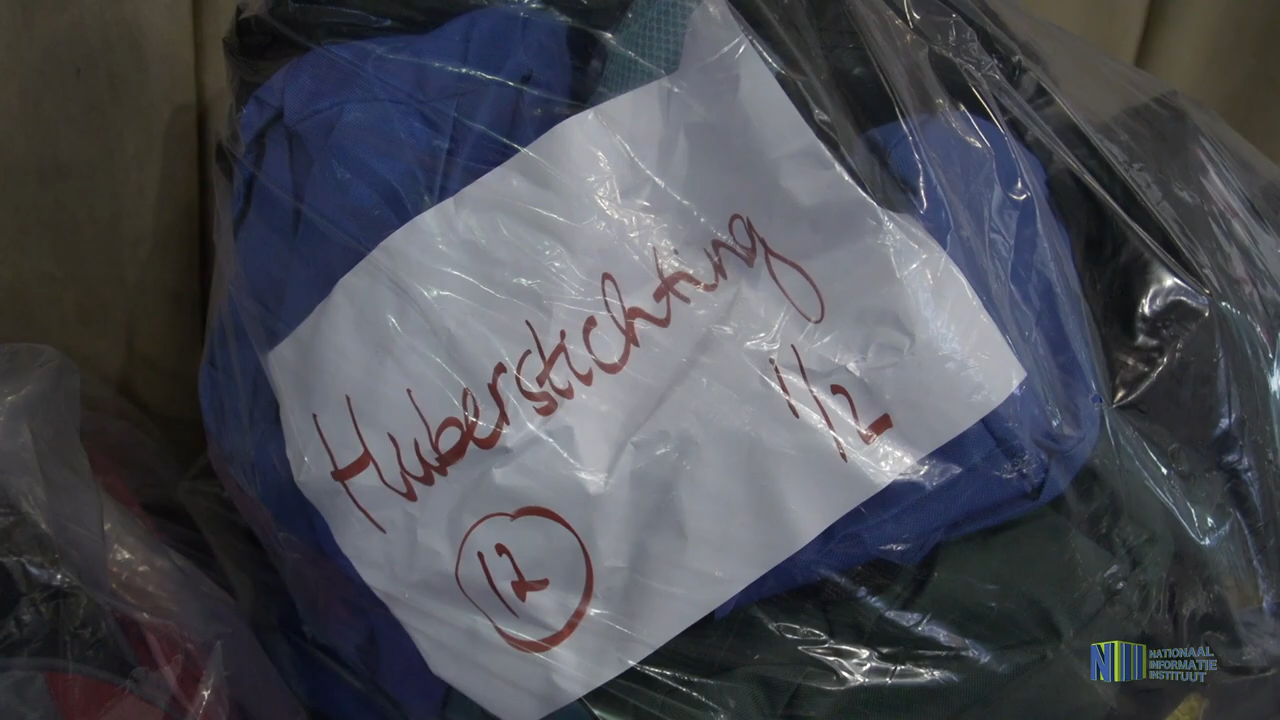 Huberstichting
1/2
12
NATIONAAL
INFORMATIE
INSTITUUT